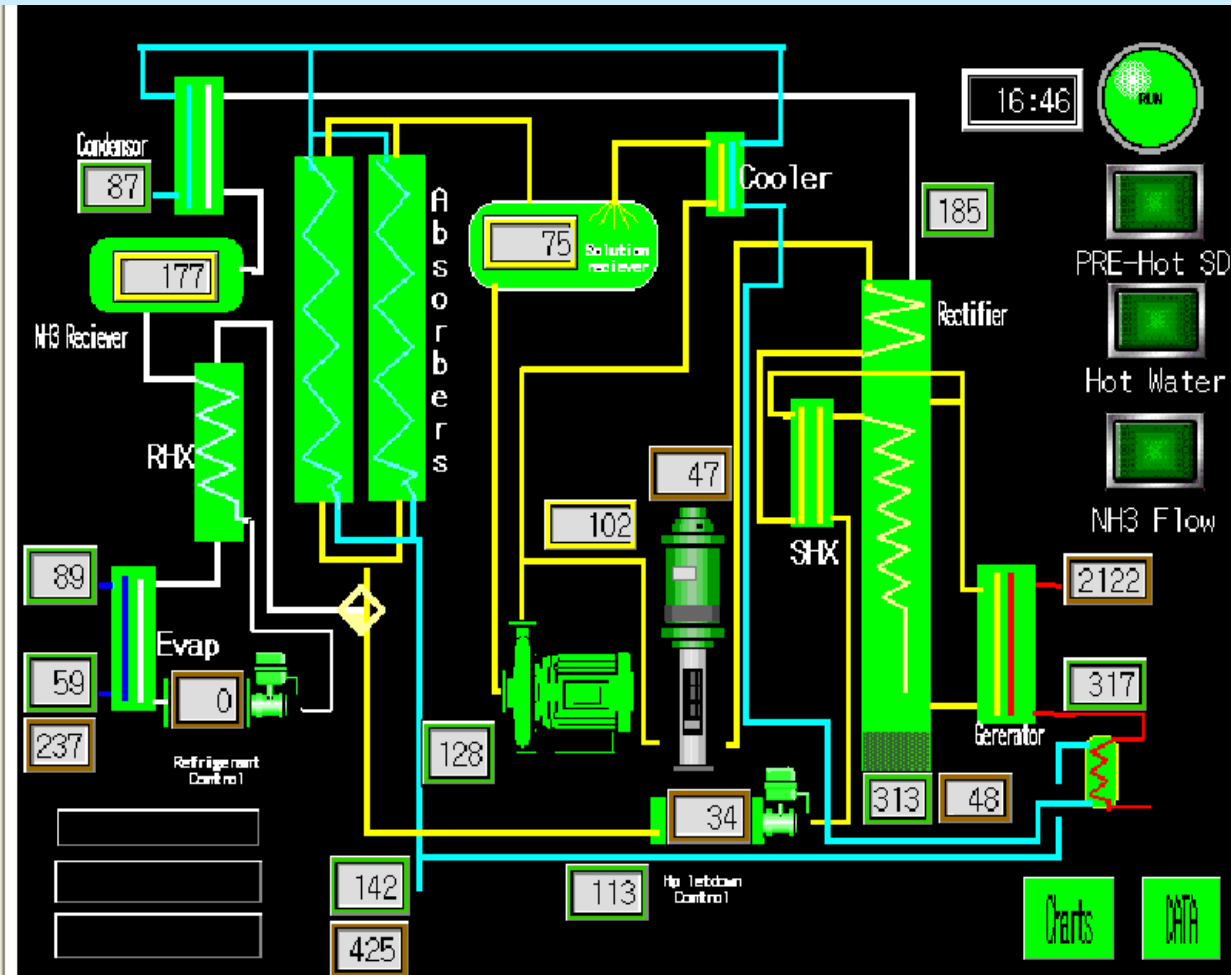 16:46
RUN
Condensor
87
Cooler
Absorbers
185
75
Solution
reciever
PRE-Hot SD
177
NH3 Reciever
Rectifier
Hot Water
RHX
47
102
SHX
NH3 Flow
89
2122
Evap
59
0
317
237
Gererator
Refrigerant
Control
128
313
48
34
142
113
Hp letdown
Control
425
Charts
DATA